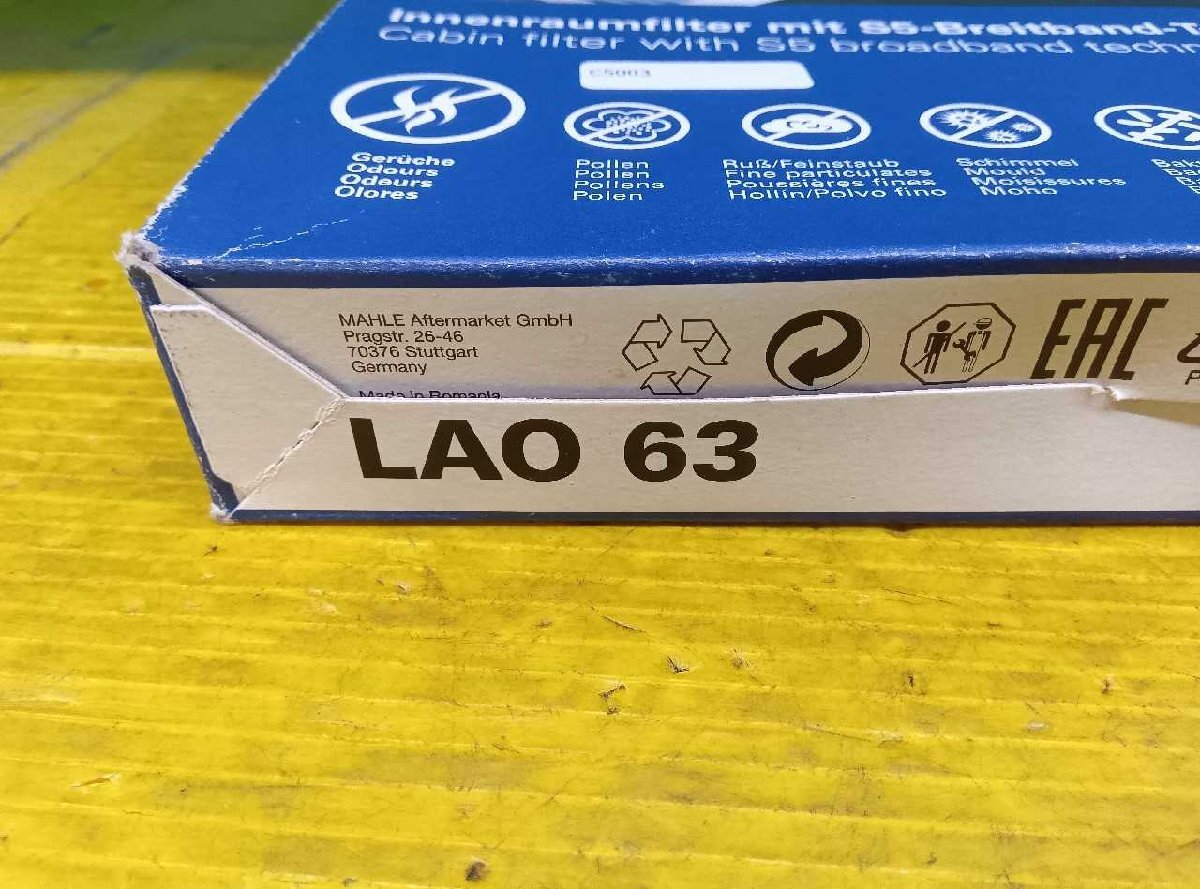 Innenraumfilter mit S5-Breitband-T
Cabin filter with S5 broadband techn
CS003
Gerüche
Odours
Odeurs
Olores
Pollen
Pollen
Pollens
Polen
Ruß/Feinstaub
Fine particulates
Poussières fines
Hollín/Polvo fino
Schimmel
Mould
Moisissures
Moho
MAHLE Aftermarket GmbH
Pragstr. 26-46
70376 Stuttgart
Germany
Made in Romania
EAC
LAO 63